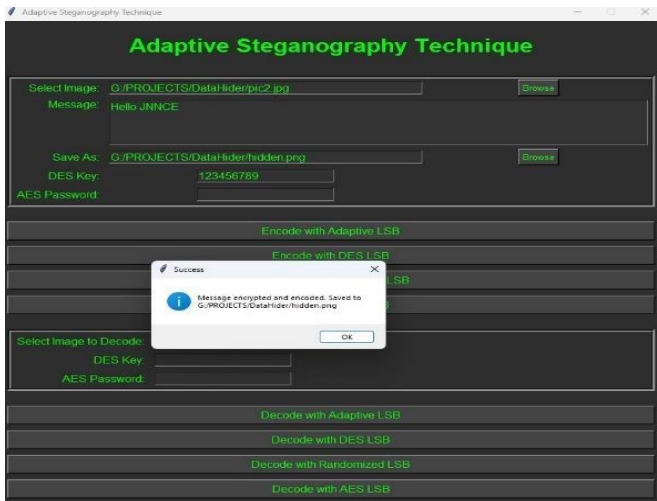 Adaptive Steganography Technique
Adaptive Steganography Technique
Select Image: G:/PROJECTS/DataHider/pic2.jpg Browse
Message: Hello JNNCE
Save As: G:/PROJECTS/DataHider/hidden.png Browse
DES Key: 123456789
AES Password:
Encode with Adaptive LSB
Encode with DES LSB
Success
LSB
Message encrypted and encoded. Saved to
G:/PROJECTS/DataHider/hidden.png
OK
Select Image to Decode:
DES Key:
AES Password:
Decode with Adaptive LSB
Decode with DES LSB
Decode with Randomized LSB
Decode with AES LSB